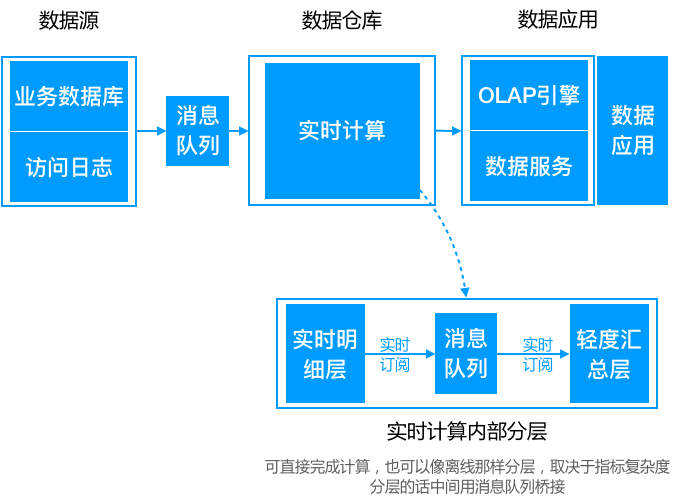 数据源
数据仓库
数据应用
业务数据库
访问日志
消息
队列
实时计算
OLAP引擎
数据服务
数据
应用
实时明
细层
实时
订阅
消息
队列
实时
订阅
轻度汇
总层
实时计算内部分层
可直接完成计算，也可以像离线那样分层，取决于指标复杂度
分层的话中间用消息队列桥接